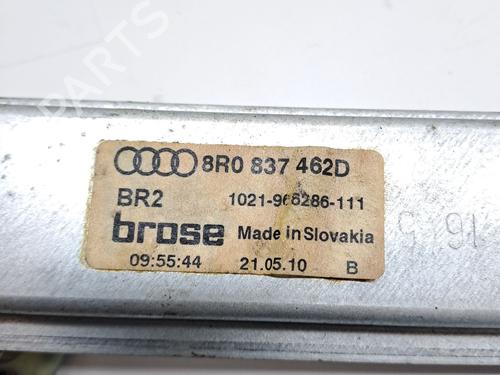 8R0 837 462D
BR2 1021-966286-111
brose Made in Slovakia
09:55:44 21.05.10 B